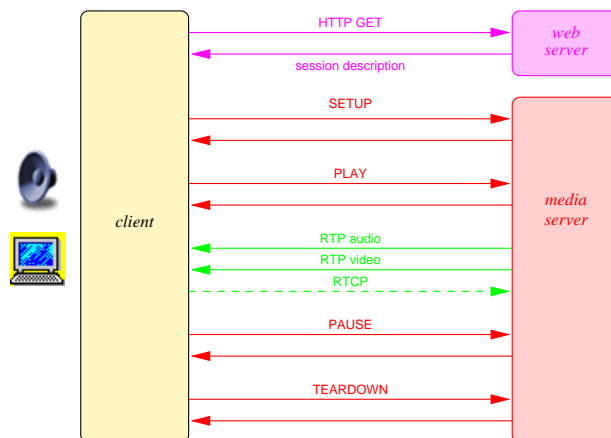 HTTP GET
web
server
session description
SETUP
PLAY
client
media
server
RTP audio
RTP video
RTCP
PAUSE
TEARDOWN